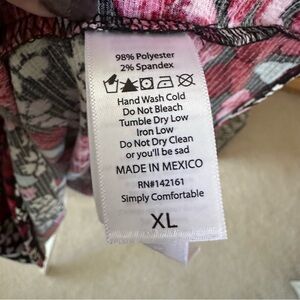 98% Polyester
2% Spandex
Hand Wash Cold
Do Not Bleach
Tumble Dry Low
Iron Low
Do Not Dry Clean
or you'll be sad
MADE IN MEXICO
RN#142161
Simply Comfortable
XL